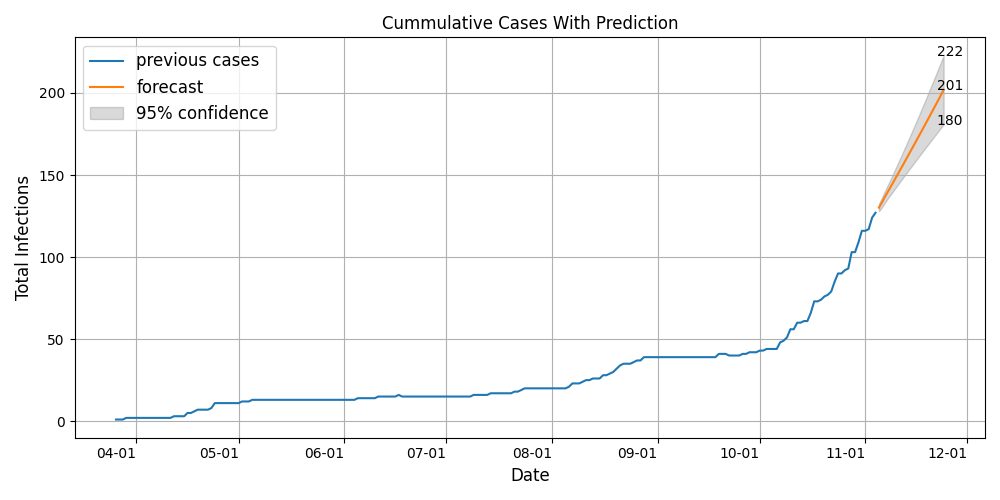 Cummulative Cases With Prediction
previous cases
forecast
95% confidence
222
201
180
200
150
100
50
0
Total Infections
04-01
05-01
06-01
07-01
08-01
09-01
10-01
11-01
12-01
Date